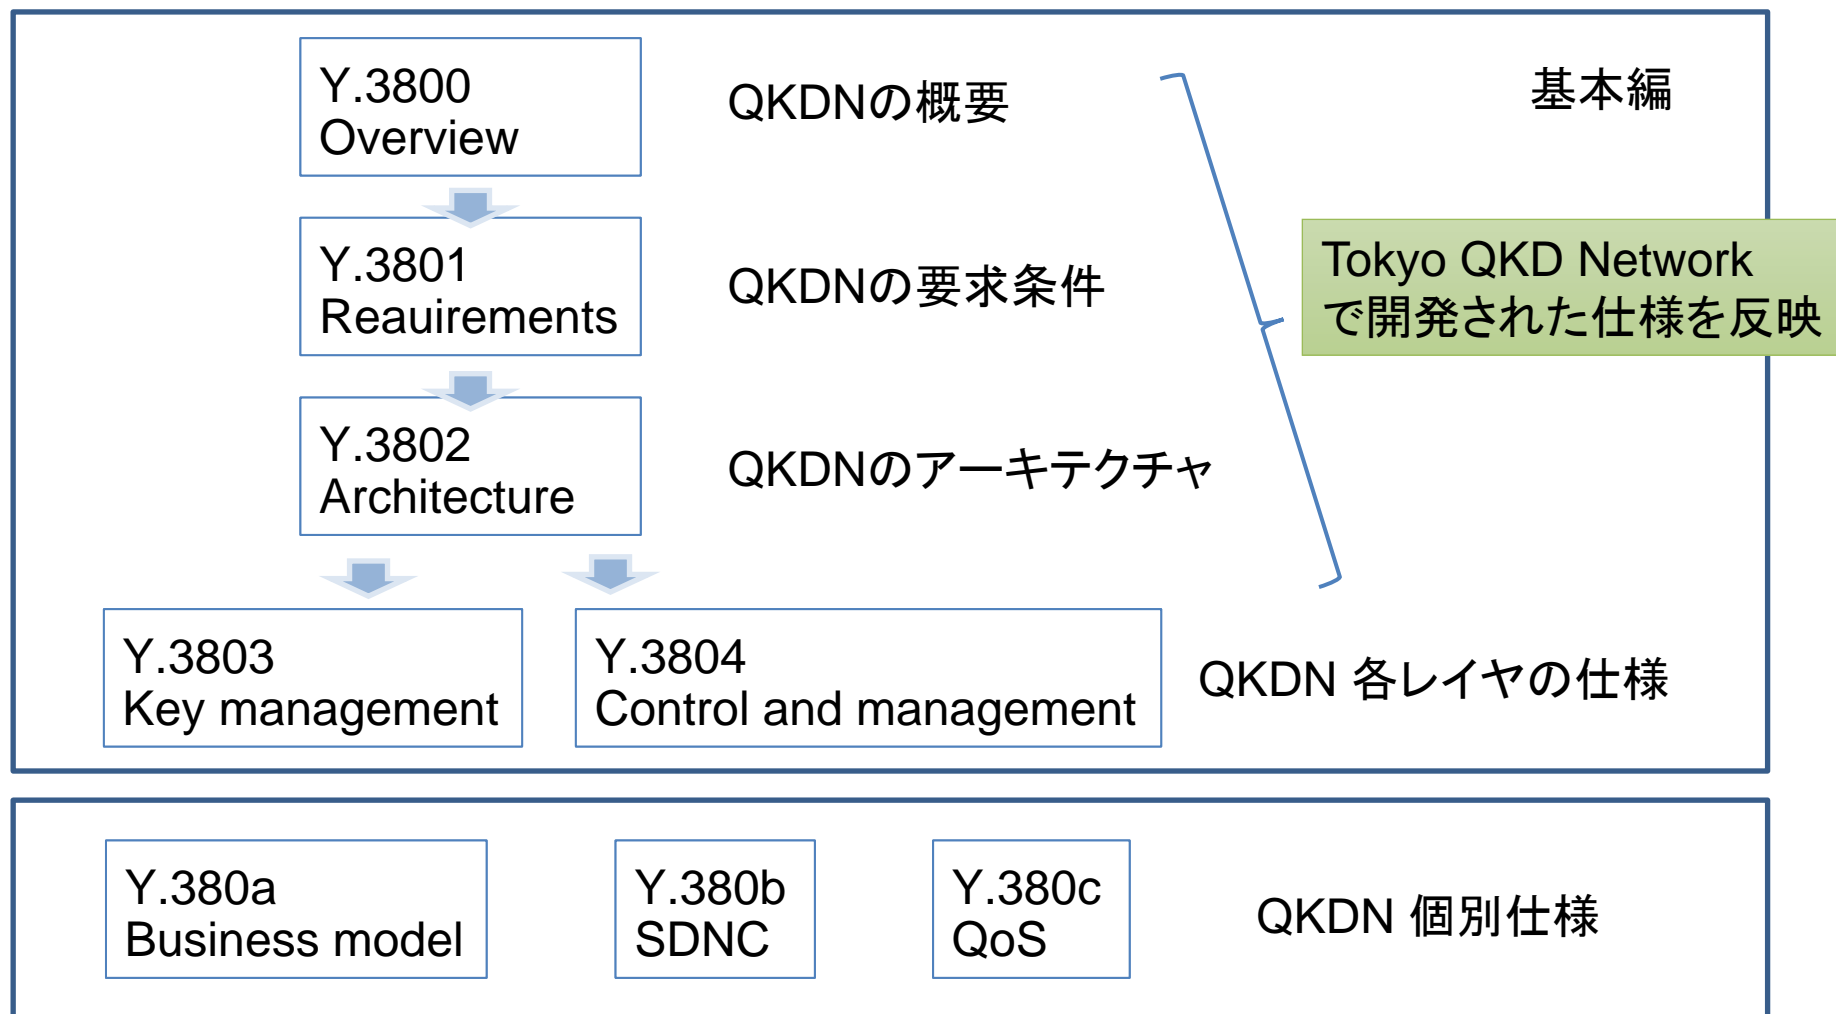 Y.3800
Overview
QKDNの概要
基本編
Y.3801
Reauirements
QKDNの要求条件
Tokyo QKD Network
で開発された仕様を反映
Y.3802
Architecture
QKDNのアーキテクチャ
Y.3803
Key management
Y.3804
Control and management
QKDN 各レイヤの仕様
Y.380a
Business model
Y.380b
SDNC
Y.380c
QoS
QKDN 個別仕様